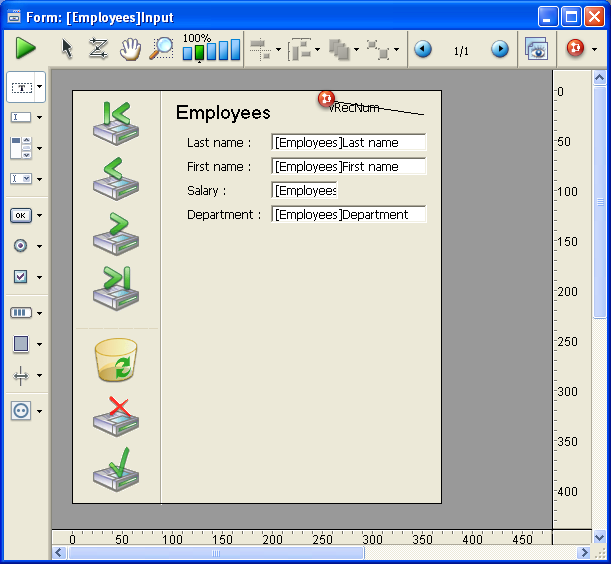 Form: [Employees]Input
100%
1/1
T
OK
Employees
vRecNum
Last name :
[Employees]Last name
First name :
[Employees]First name
Salary :
[Employees
Department :
[Employees]Department
0
50
100
150
200
250
300
350
400
0 50 100 150 200 250 300 350 400 450